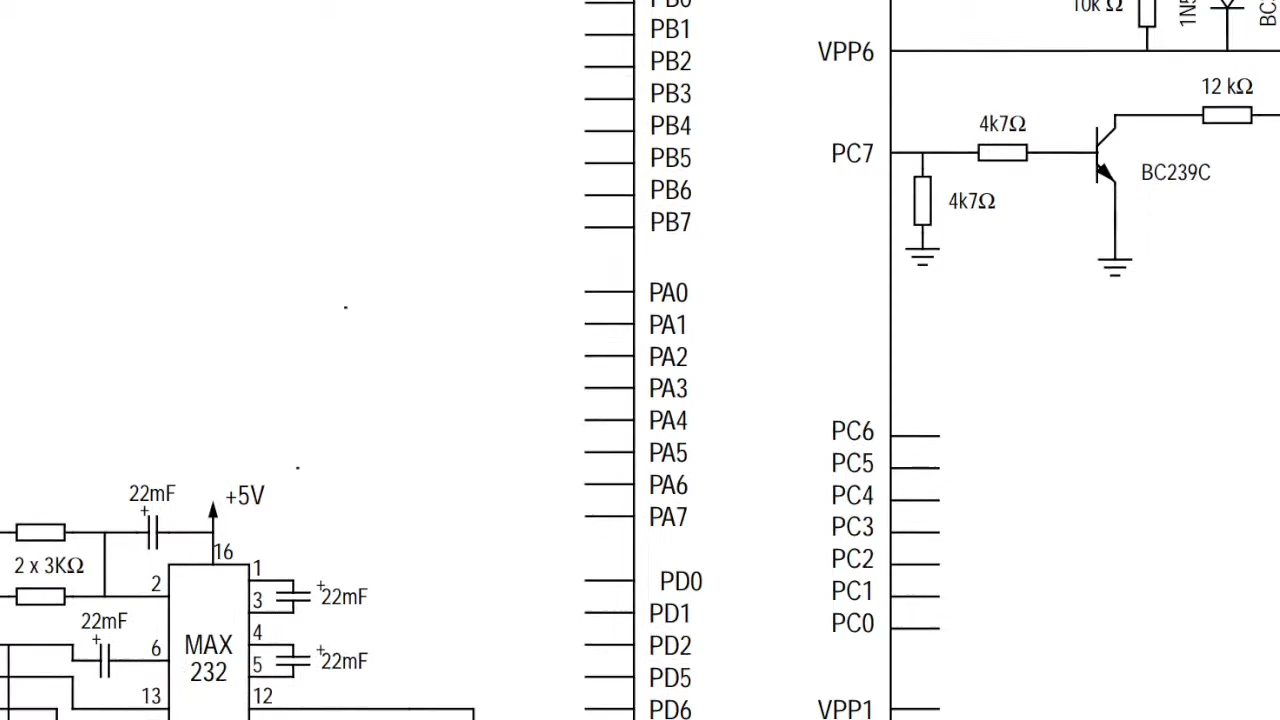 PB0
PB1
PB2
PB3
PB4
PB5
PB6
PB7
PA0
PA1
PA2
PA3
PA4
PA5
PA6
PA7
PD0
PD1
PD2
PD5
PD6
10k Ω
VPP6
12 kΩ
4k7Ω
PC7
BC239C
4k7Ω
PC6
PC5
PC4
PC3
PC2
PC1
PC0
VPP1
22mF
+
+5V
16
2 x 3KΩ
2
1
3
+
22mF
22mF
+
6
MAX
232
4
5
+
22mF
13
12